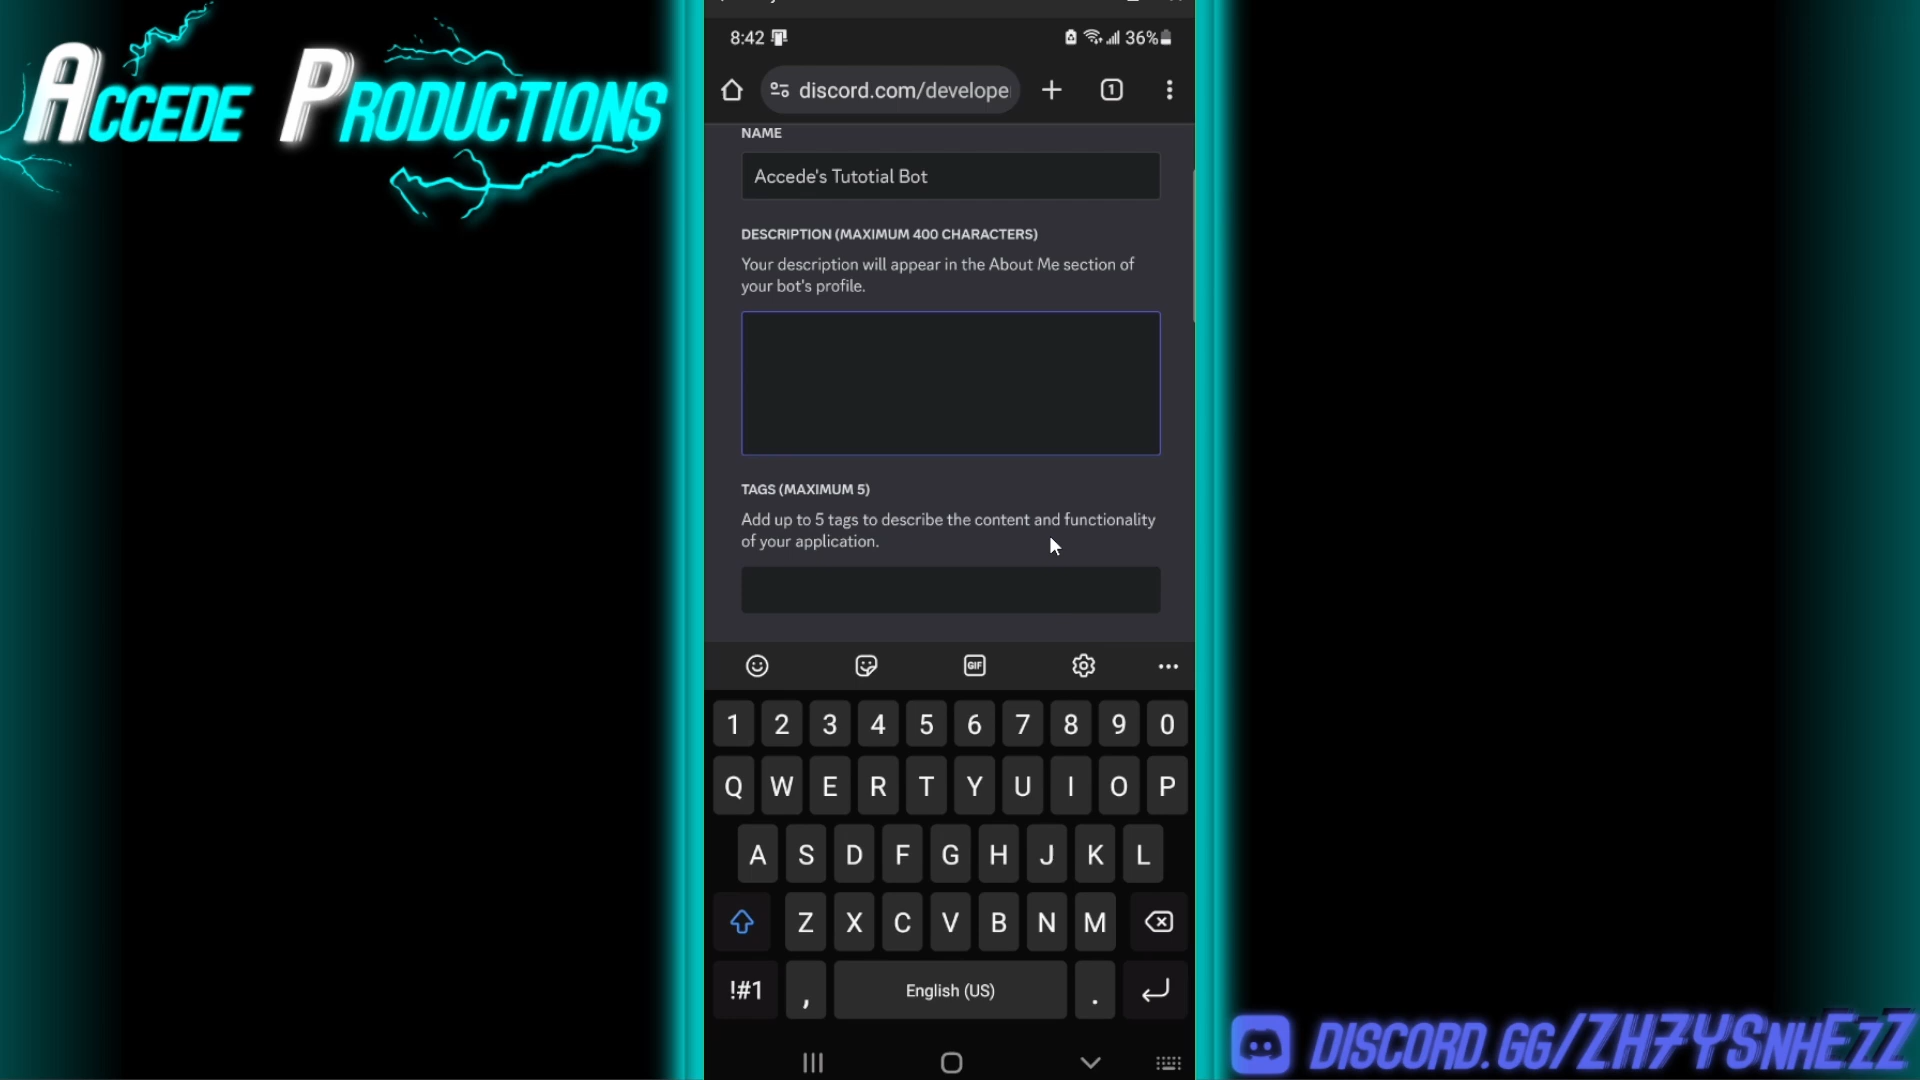 ACCEDE PRODUCTIONS
8:42
36%
discord.com/develope
1
NAME
Accede's Tutotial Bot
DESCRIPTION (MAXIMUM 400 CHARACTERS)
Your description will appear in the About Me section of
your bot's profile.
TAGS (MAXIMUM 5)
Add up to 5 tags to describe the content and functionality
of your application.
GIF
1 2 3 4 5 6 7 8 9 0
Q W E R T Y U I O P
A S D F G H J K L
Z X C V B N M
!#1 , English (US) .
DISCORD.GG/ZH7YSNHEZZ